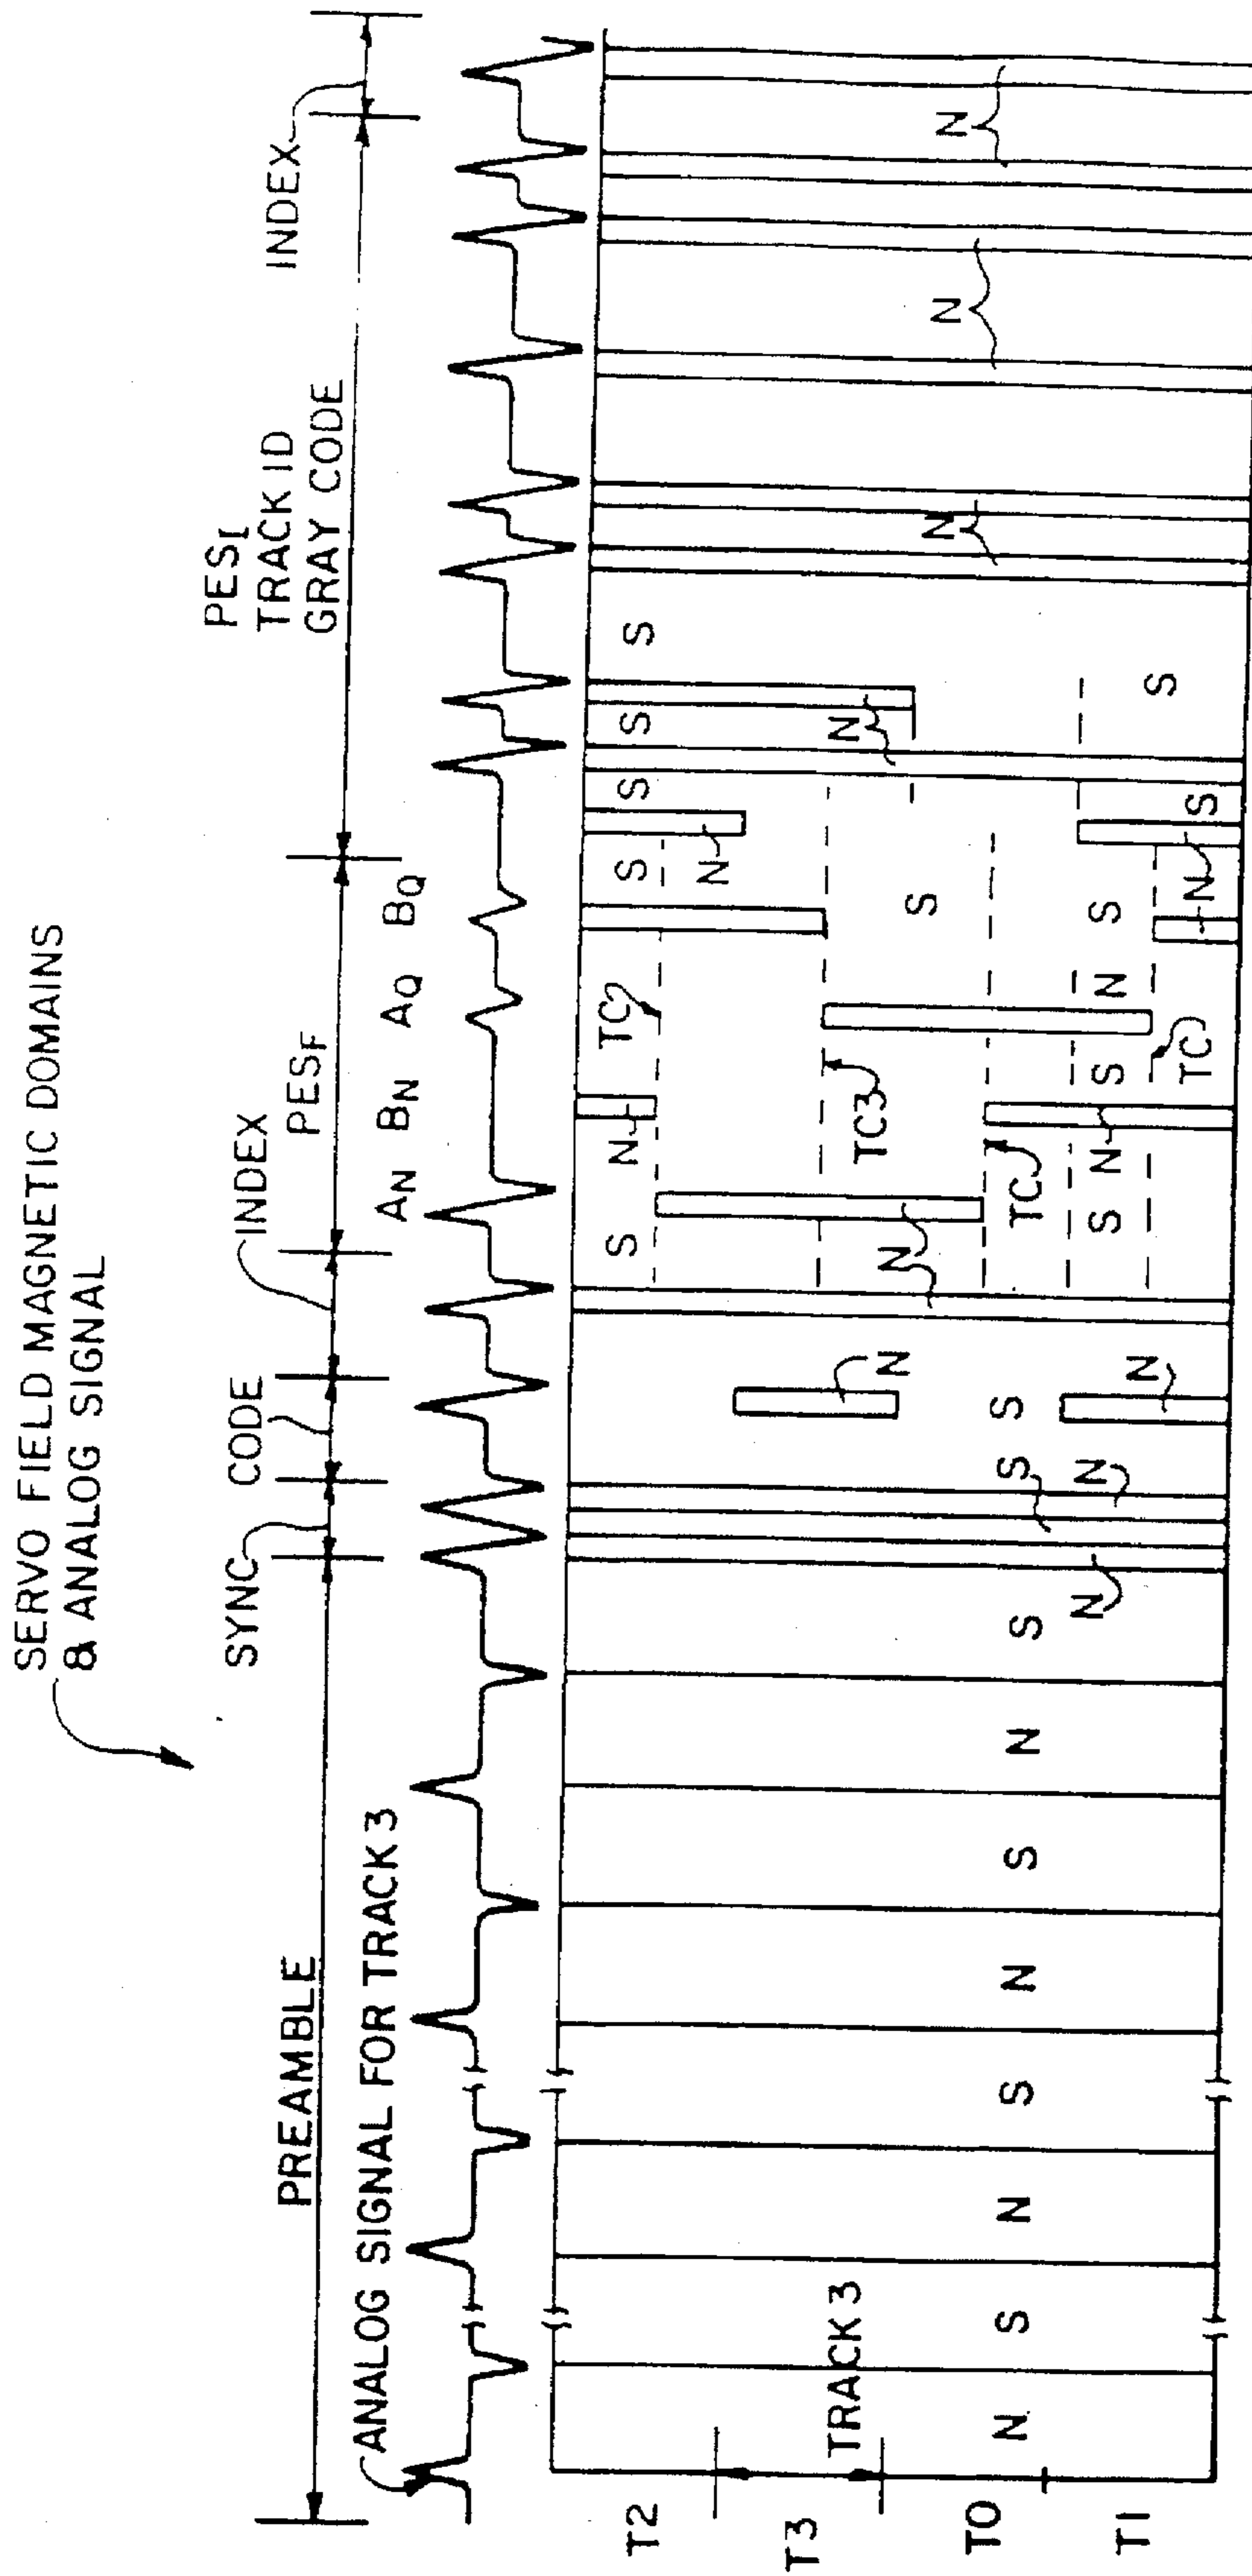 SERVO FIELD MAGNETIC DOMAINS
& ANALOG SIGNAL
PREAMBLE
SYNC
CODE
INDEX
PESF
PESI
TRACK ID
GRAY CODE
INDEX
AN BN AQ BQ
ANALOG SIGNAL FOR TRACK 3
T2
T3
T0
T1
TRACK 3
N S N S N S N S
N
S
N
S
N
N
N
S
S
N
N
N
S
S
TC
TC3
TC
TC
N
S
N
S
S
S
N
N
S
S
S
N
S
S
N
N
N
N